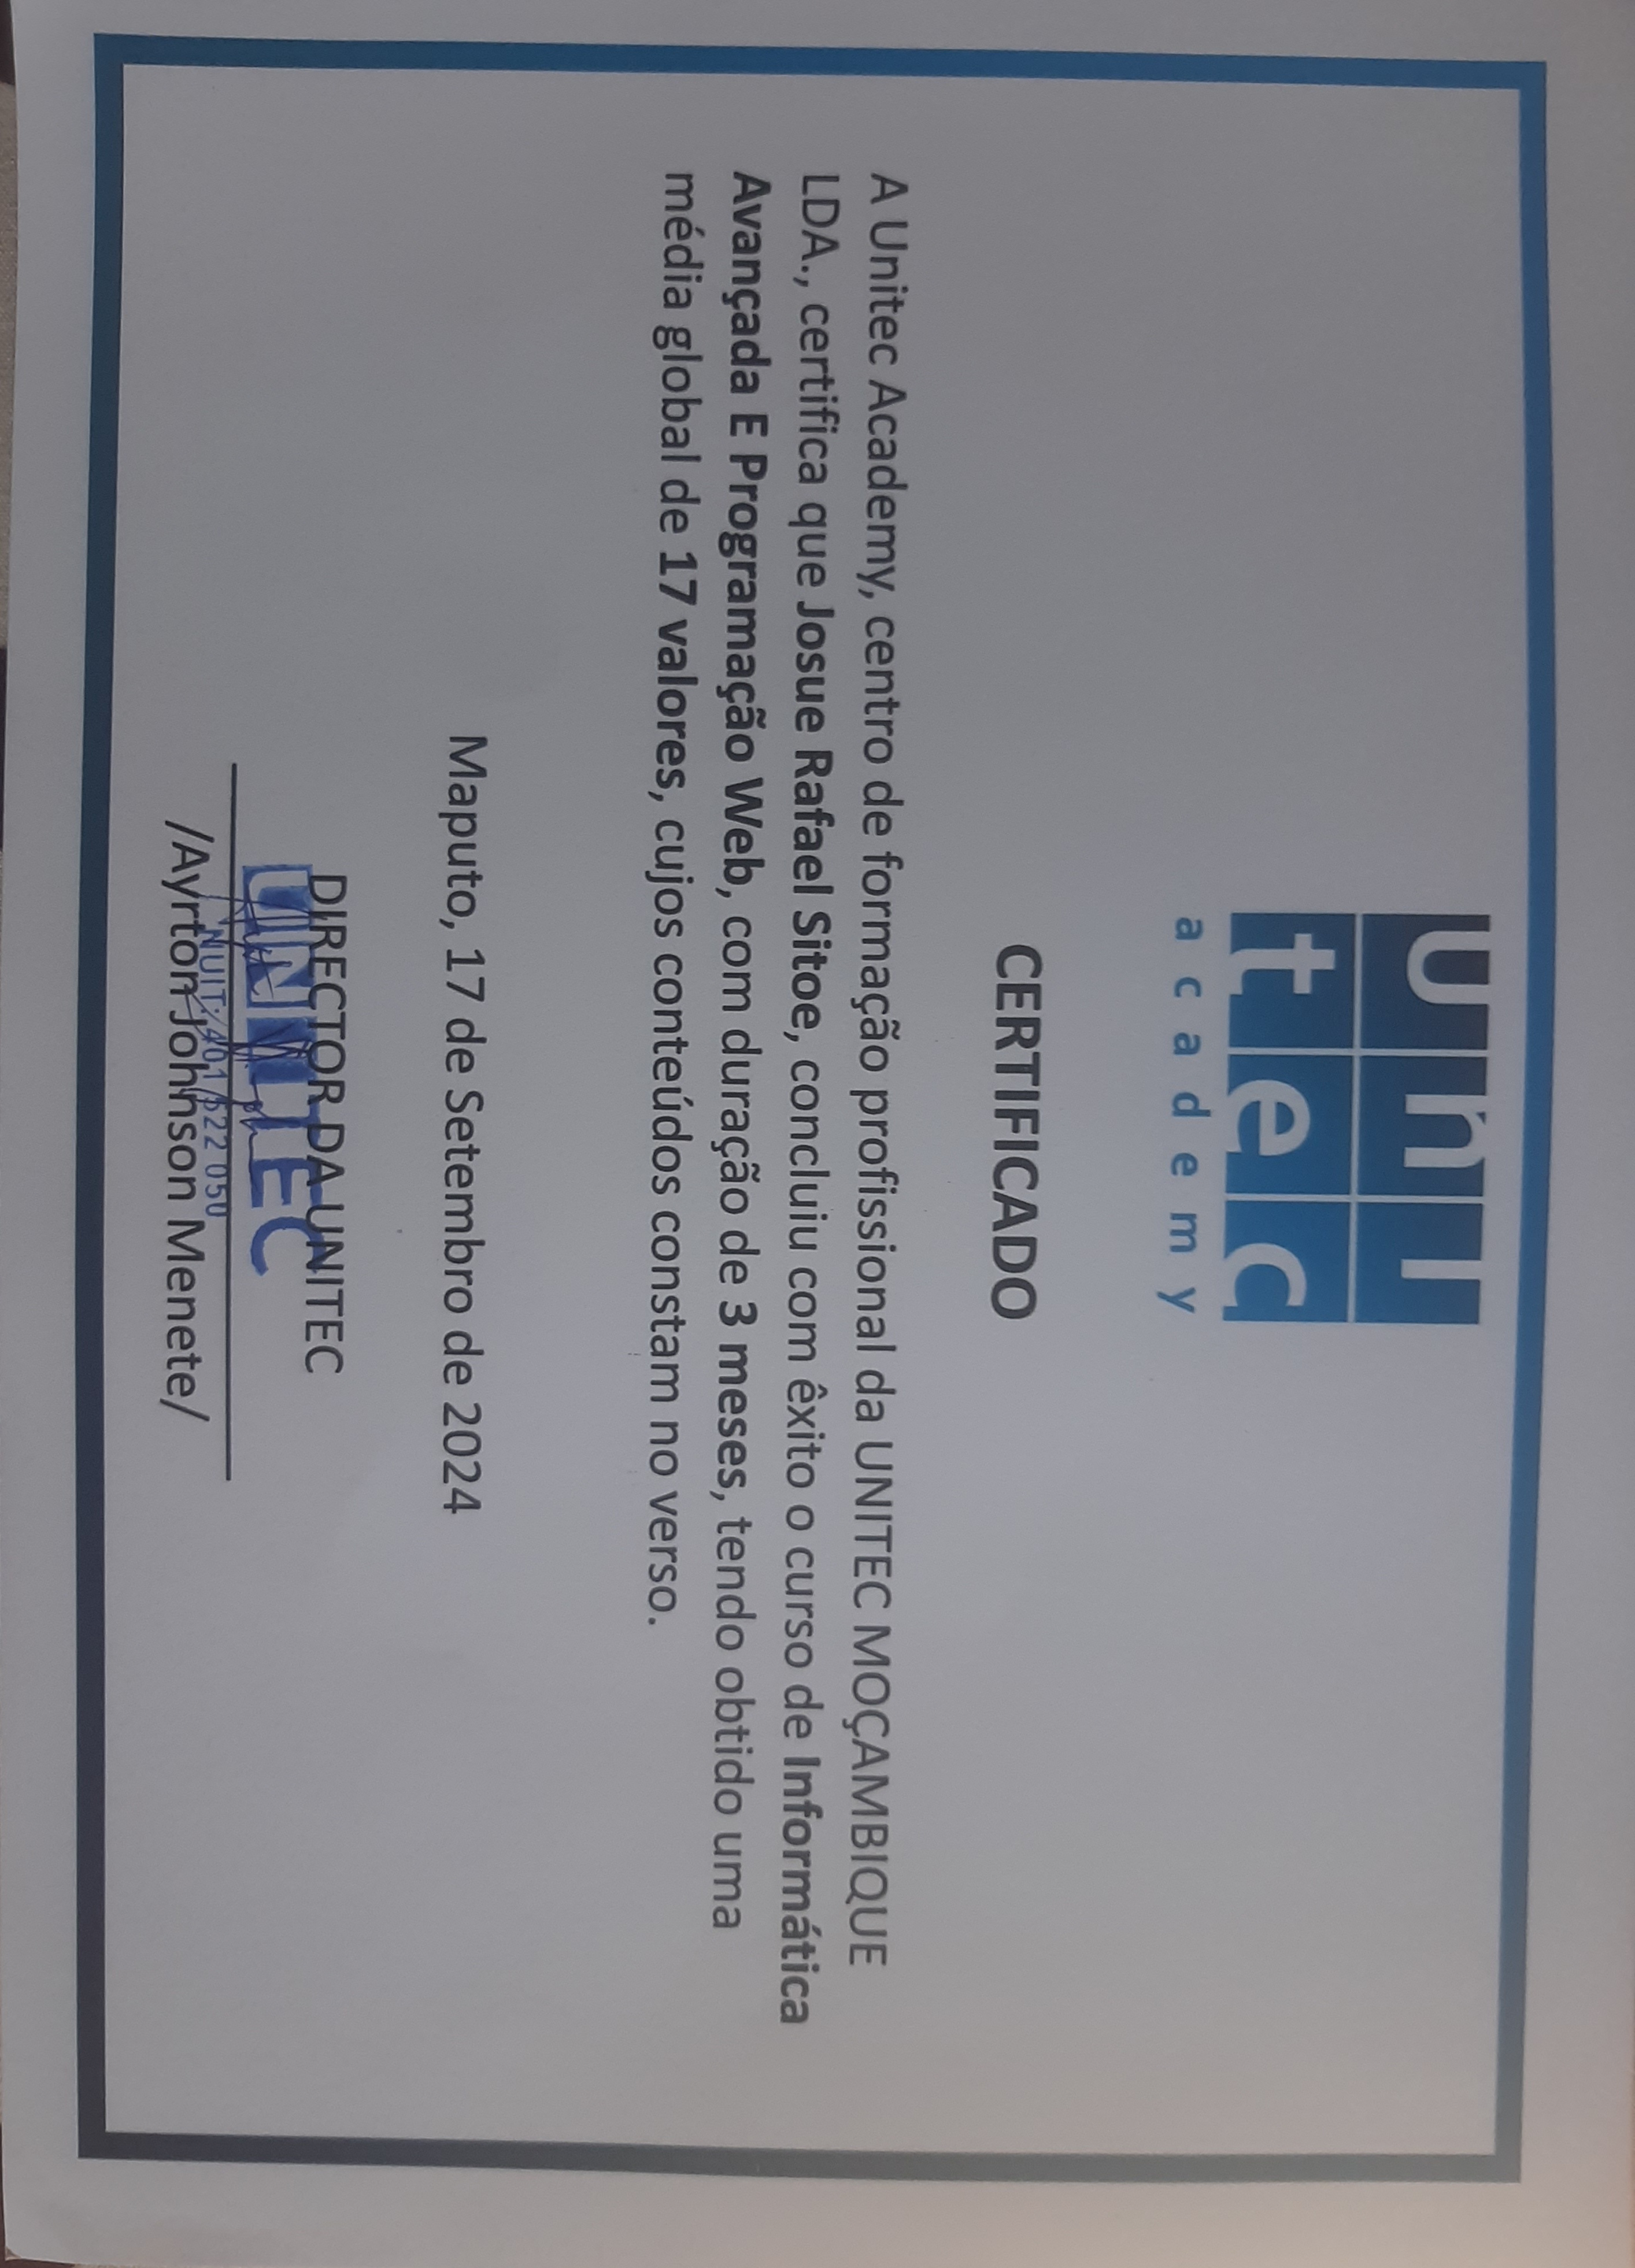 uni
tec
academy
CERTIFICADO
A Unitec Academy, centro de formação profissional da UNITEC MOÇAMBIQUE
LDA., certifica que Josue Rafael Sitoe, concluiu com êxito o curso de Informática
Avançada E Programação Web, com duração de 3 meses, tendo obtido uma
média global de 17 valores, cujos conteúdos constam no verso.
Maputo, 17 de Setembro de 2024
DIRECTOR DA UNITEC
UNITEC
NUIT: 401 522 050
/Ayrton Johnson Menete/